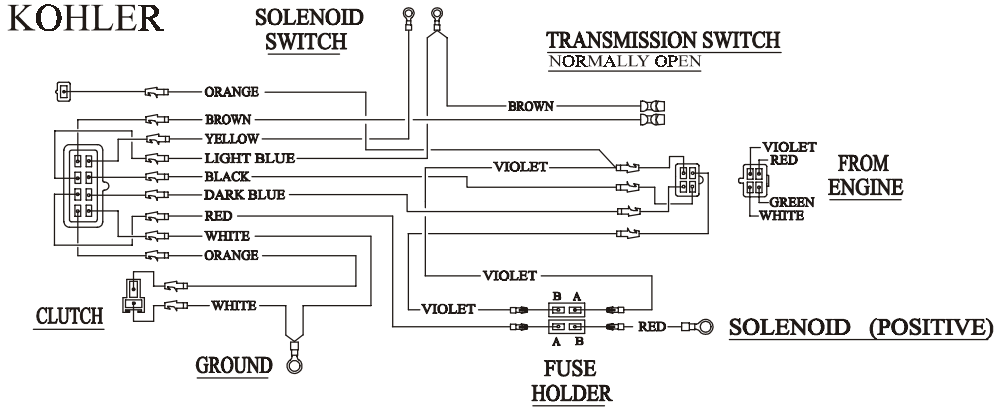 KOHLER
SOLENOID
SWITCH
TRANSMISSION SWITCH
NORMALLY OPEN
ORANGE
BROWN
BROWN
YELLOW
LIGHT BLUE
VIOLET
BLACK
DARK BLUE
RED
WHITE
ORANGE
VIOLET
RED
GREEN
WHITE
FROM
ENGINE
VIOLET
WHITE
VIOLET
B A
A B
RED
CLUTCH
SOLENOID (POSITIVE)
GROUND
FUSE
HOLDER